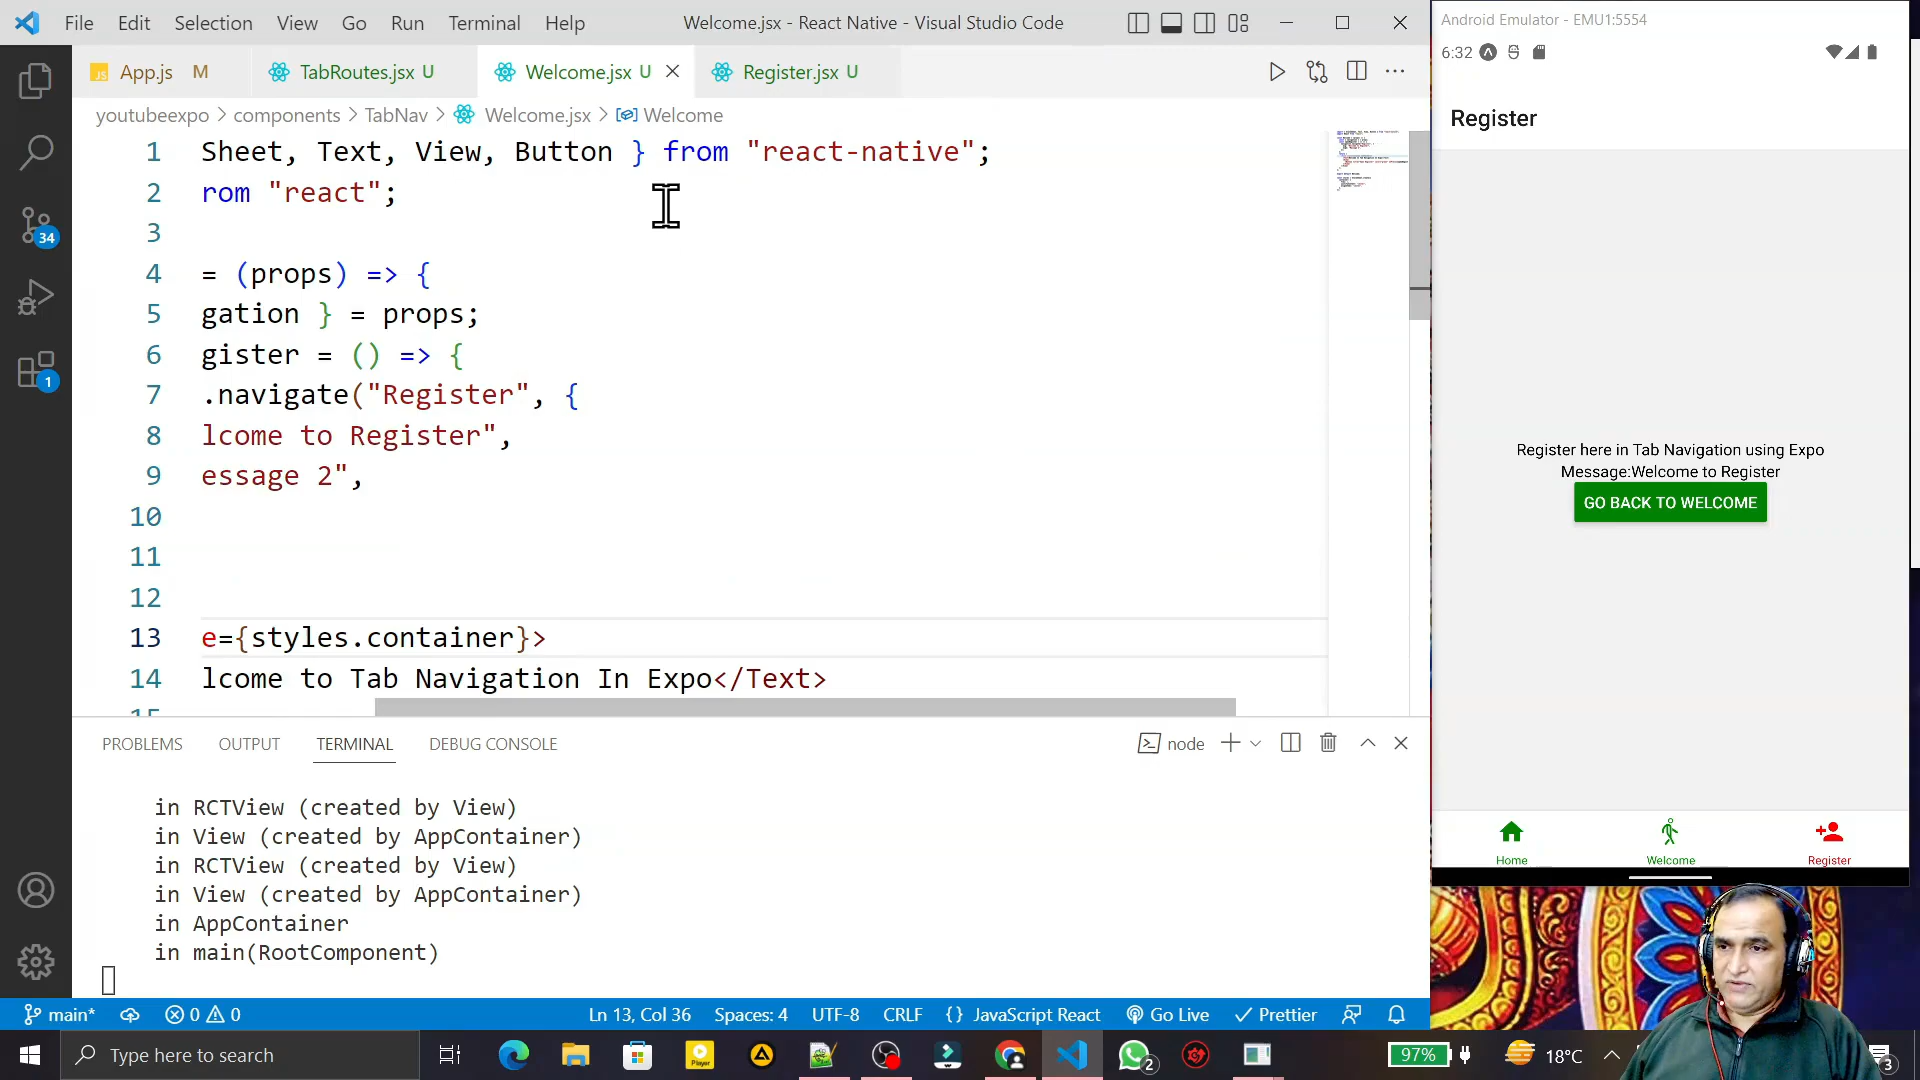 File Edit Selection View Go Run Terminal Help Welcome.jsx - React Native - Visual Studio Code
JS App.js M TabRoutes.jsx U Welcome.jsx U Register.jsx U
youtubeexpo > components > TabNav > Welcome.jsx > Welcome
1 Sheet, Text, View, Button } from "react-native";
2 rom "react";
3
4 = (props) => {
5 gation } = props;
6 gister = () => {
7 .navigate("Register", {
8 lcome to Register",
9 essage 2",
10
11
12
13 e={styles.container}>
14 lcome to Tab Navigation In Expo</Text>
15
34
1
PROBLEMS OUTPUT TERMINAL DEBUG CONSOLE node
in RCTView (created by View)
in View (created by AppContainer)
in RCTView (created by View)
in View (created by AppContainer)
in AppContainer
in main(RootComponent)
main* 0 0 Ln 13, Col 36 Spaces: 4 UTF-8 CRLF {} JavaScript React Go Live Prettier
Type here to search Player 2 97% 18°C 3
Android Emulator - EMU1:5554
6:32
Register
Register here in Tab Navigation using Expo
Message:Welcome to Register
GO BACK TO WELCOME
Home Welcome Register